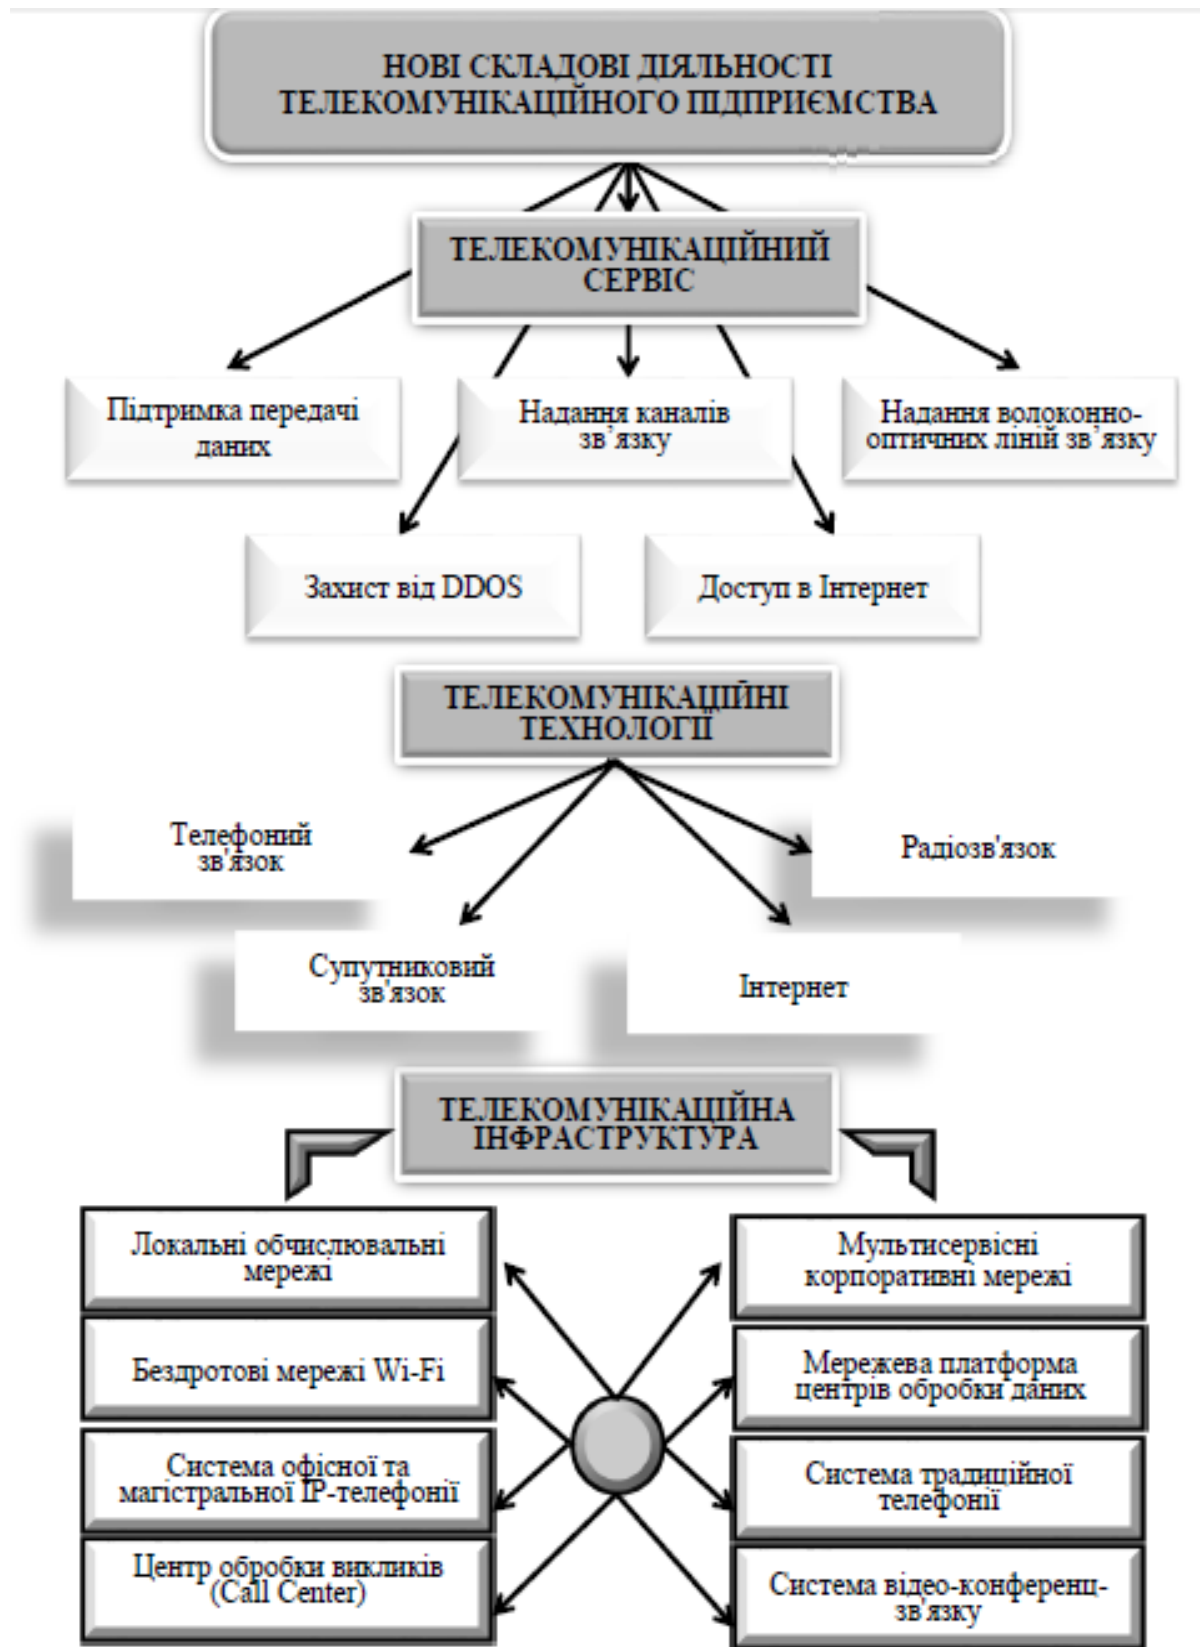 НОВІ СКЛАДОВІ ДІЯЛЬНОСТІ
ТЕЛЕКОМУНІКАЦІЙНОГО ПІДПРИЄМСТВА
ТЕЛЕКОМУНІКАЦІЙНИЙ
СЕРВІС
Підтримка передачі
даних
Надання каналів
зв’язку
Надання волоконно-
оптичних ліній зв’язку
Захист від DDOS
Доступ в Інтернет
ТЕЛЕКОМУНІКАЦІЙНІ
ТЕХНОЛОГІЇ
Телефоний
зв'язок
Радіозв'язок
Супутниковий
зв'язок
Інтернет
ТЕЛЕКОМУНІКАЦІЙНА
ІНФРАСТРУКТУРА
Локальні обчислювальні
мережі
Бездротові мережі Wi-Fi
Система офісної та
магістральної IP-телефонії
Центр обробки викликів
(Call Center)
Мультисервісні
корпоративні мережі
Мережева платформа
центрів обробки даних
Система традиційної
телефонії
Система відео-конференц-
зв'язку